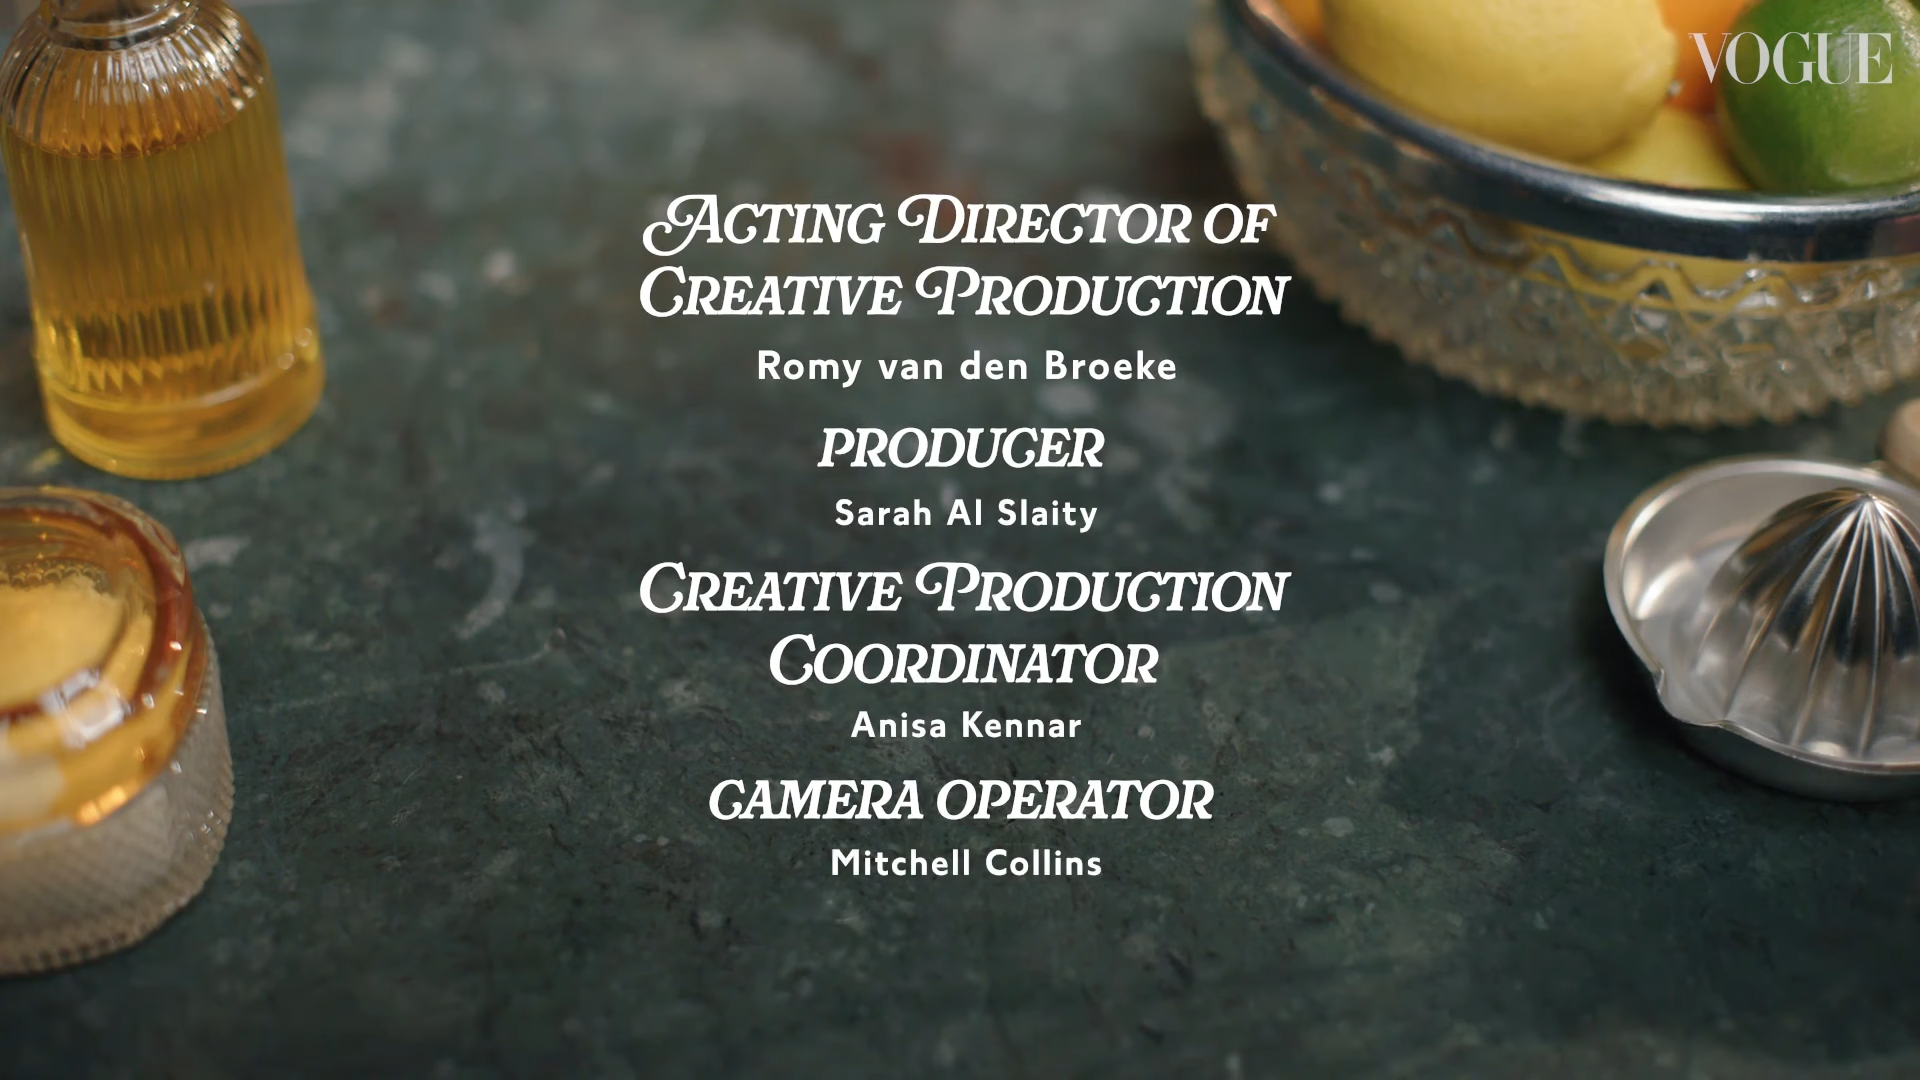 VOGUE
ACTING DIRECTOR OF
CREATIVE PRODUCTION
Romy van den Broeke
PRODUCER
Sarah Al Slaity
CREATIVE PRODUCTION
COORDINATOR
Anisa Kennar
CAMERA OPERATOR
Mitchell Collins